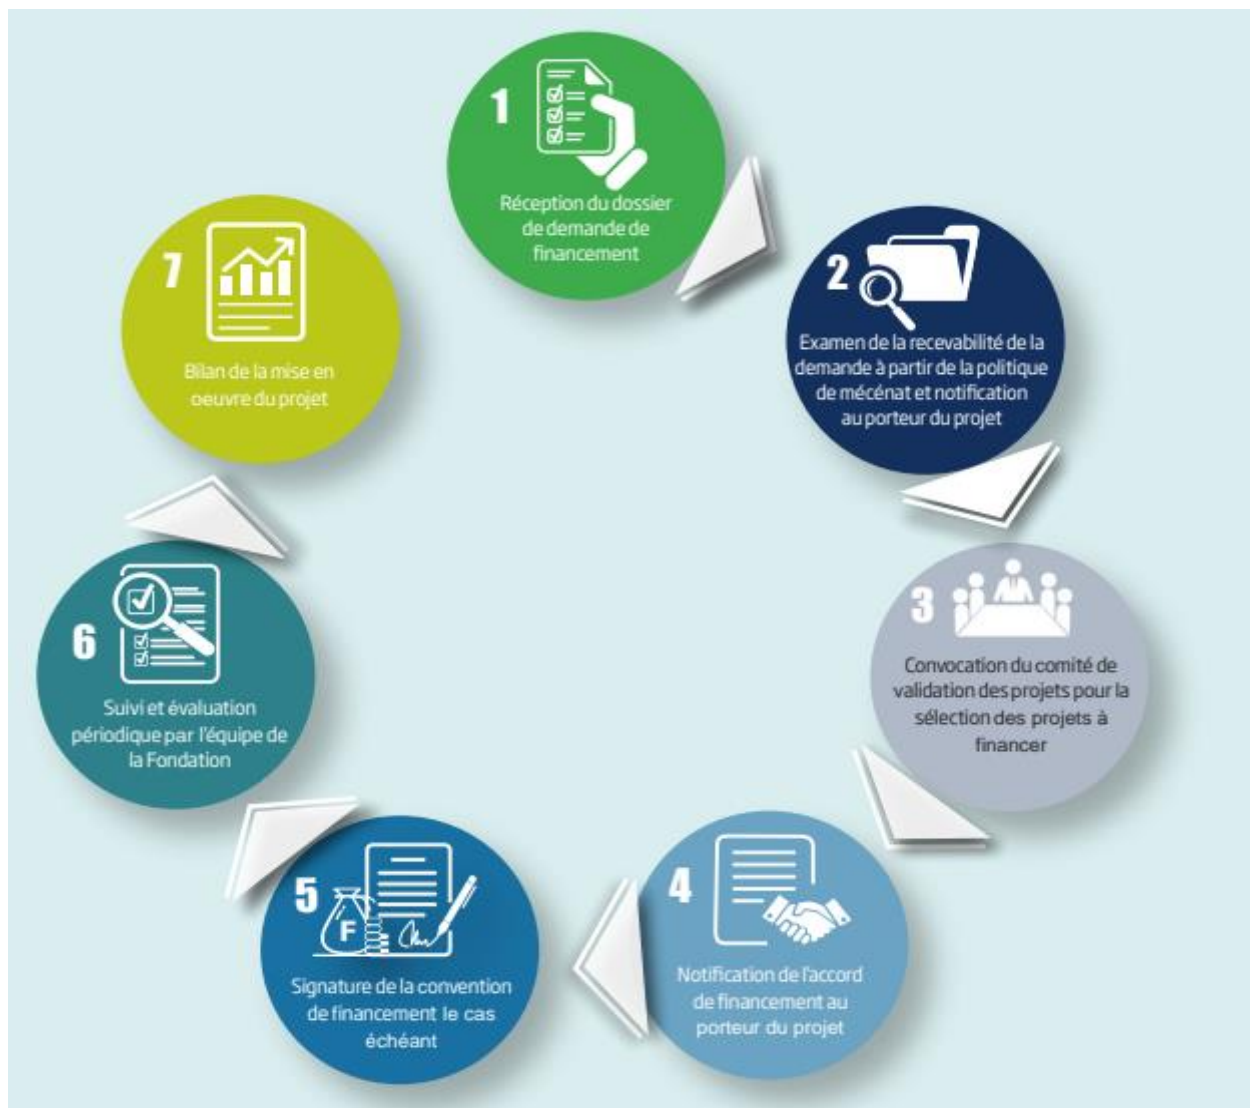 1
Réception du dossier
de demande de
financement
2
Examen de la recevabilité de la
demande à partir de la politique
de mécénat et notification
au porteur du projet
3
Convocation du comité de
validation des projets pour la
sélection des projets à
financer
4
Notification de l'accord
de financement au
porteur du projet
5
F
Signature de la convention
de financement le cas
échéant
6
Suivi et évaluation
périodique par l'équipe de
la Fondation
7
Bilan de la mise en
oeuvre du projet